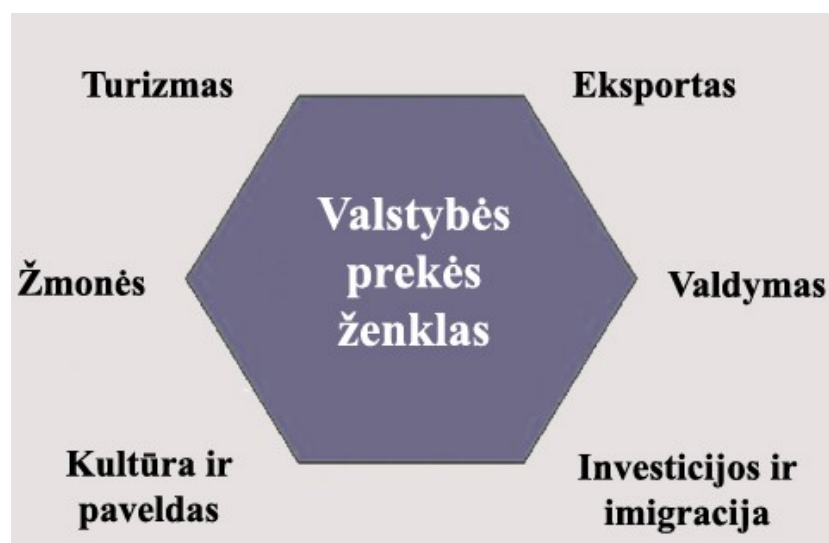 Turizmas
Eksportas
Valstybės
prekės
ženklas
Žmonės
Valdymas
Kultūra ir
paveldas
Investicijos ir
imigracija